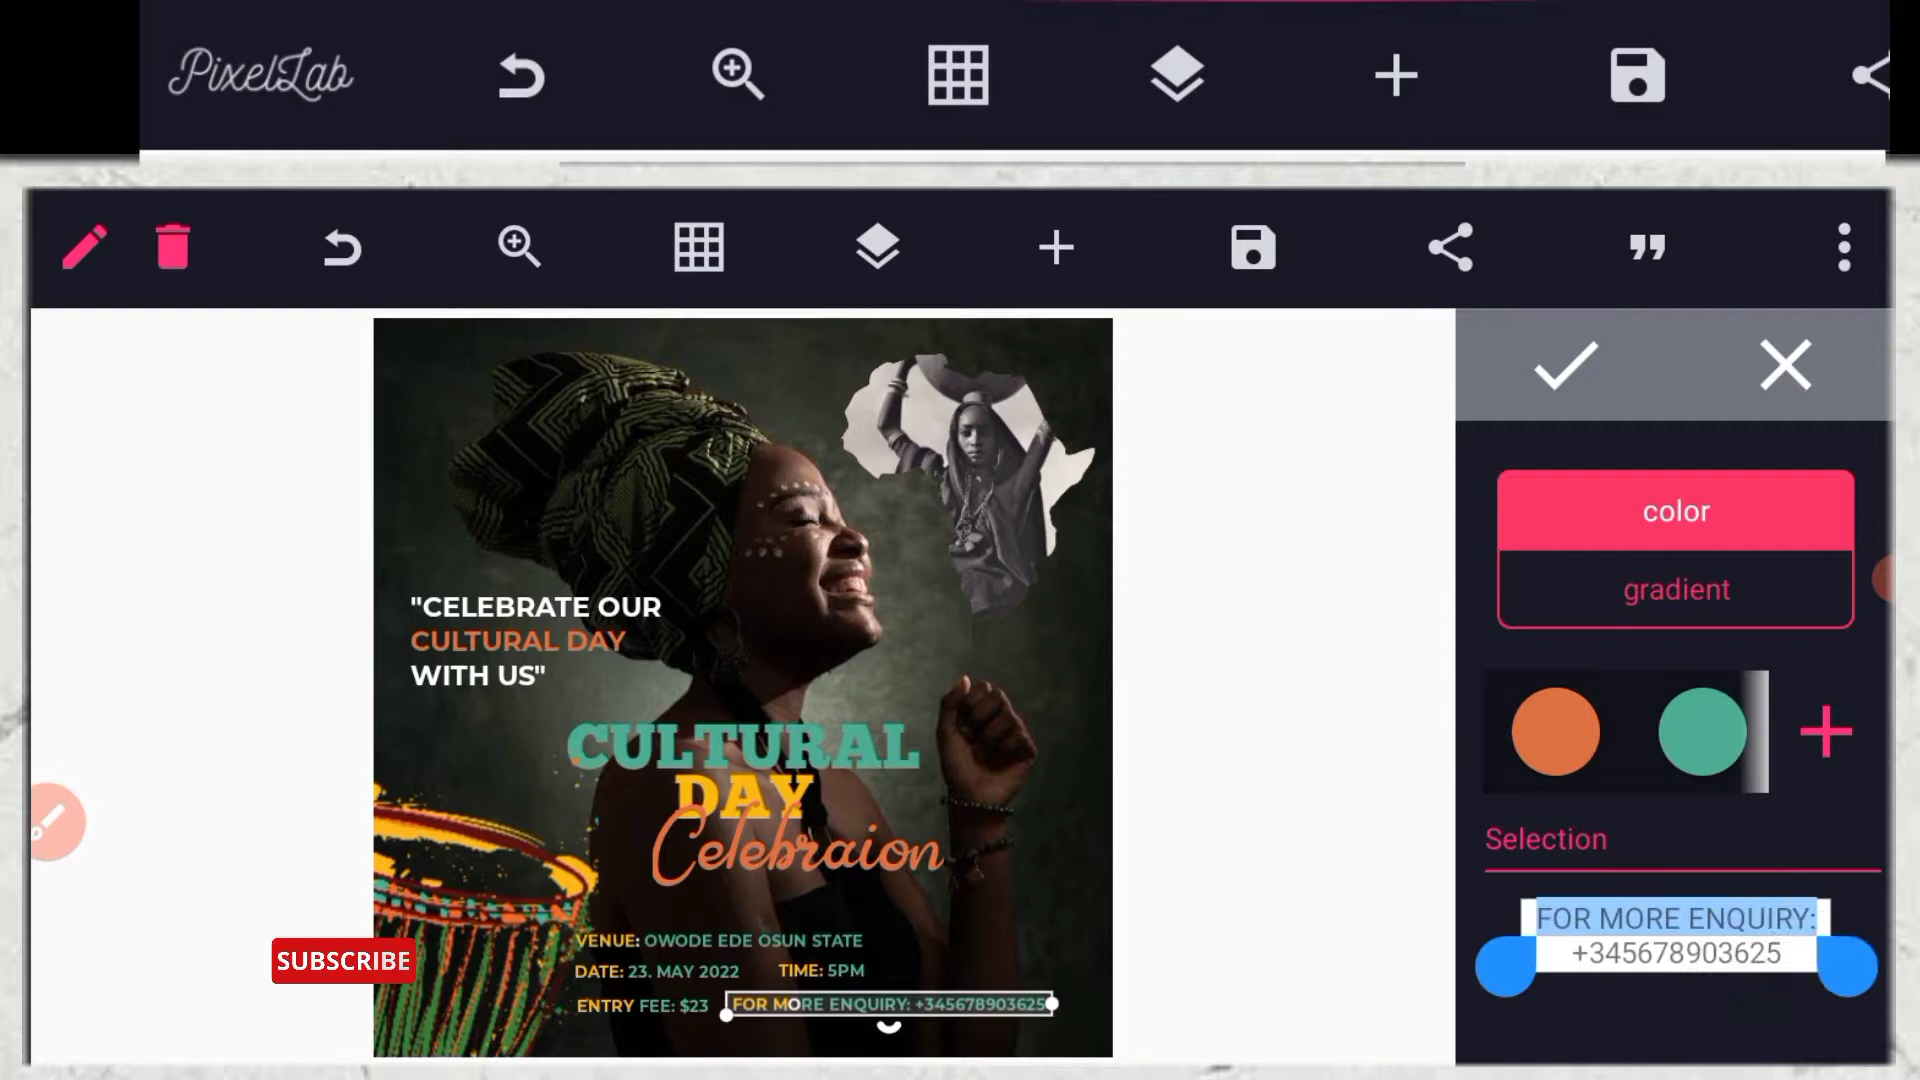 PixelLab
"CELEBRATE OUR
CULTURAL DAY
WITH US"
CULTURAL
DAY
Celebraion
VENUE: OWODE EDE OSUN STATE
DATE: 23. MAY 2022 TIME: 5PM
ENTRY FEE: $23 FOR MORE ENQUIRY: +345678903625
SUBSCRIBE
color
gradient
Selection
FOR MORE ENQUIRY:
+345678903625